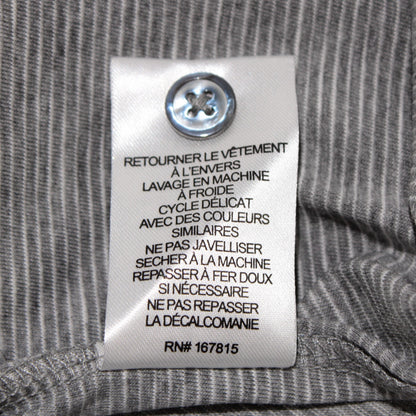 RETOURNER LE VÊTEMENT
À L'ENVERS
LAVAGE EN MACHINE
À FROIDE
CYCLE DÉLICAT
AVEC DES COULEURS
SIMILAIRES
NE PAS JAVELLISER
SECHER À LA MACHINE
REPASSER À FER DOUX
SI NÉCESSAIRE
NE PAS REPASSER
LA DÉCALCOMANIE
RN# 167815